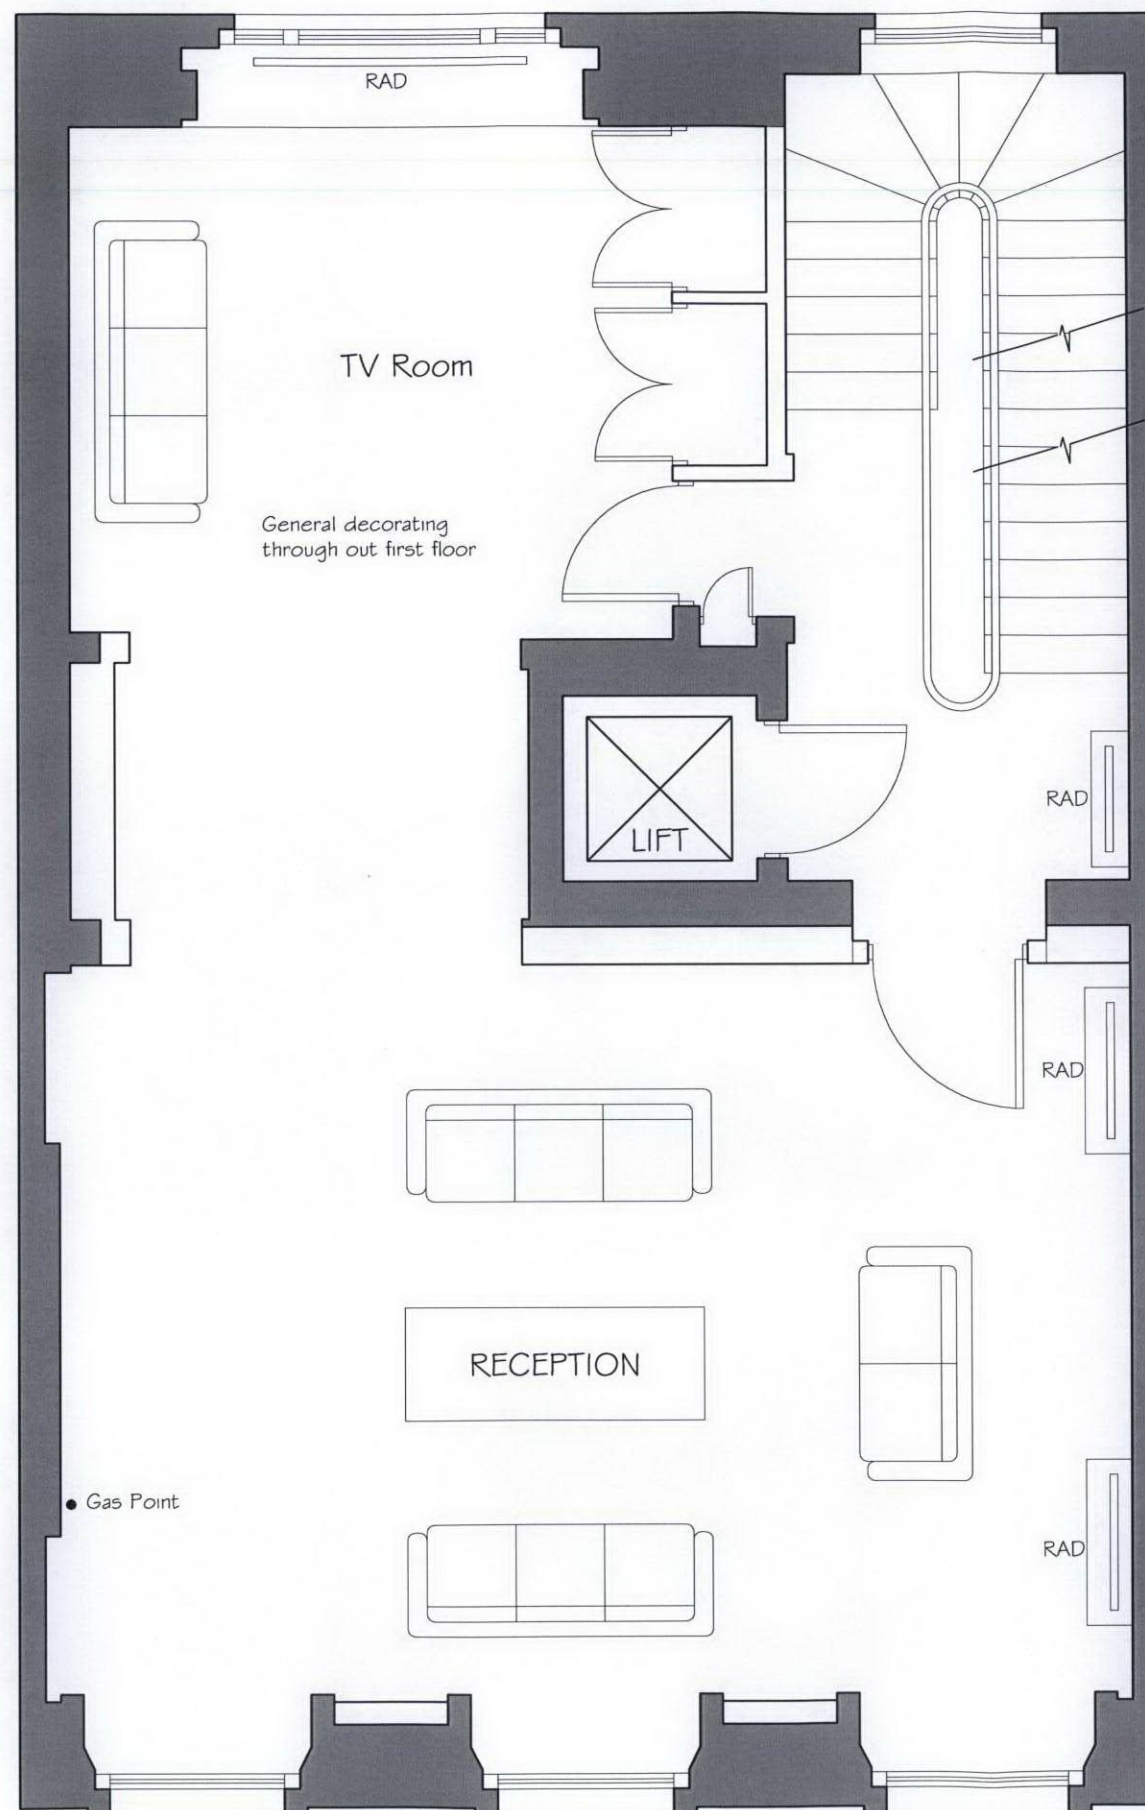 RAD
TV Room
General decorating
through out first floor
RAD
LIFT
RAD
RECEPTION
Gas Point
RAD